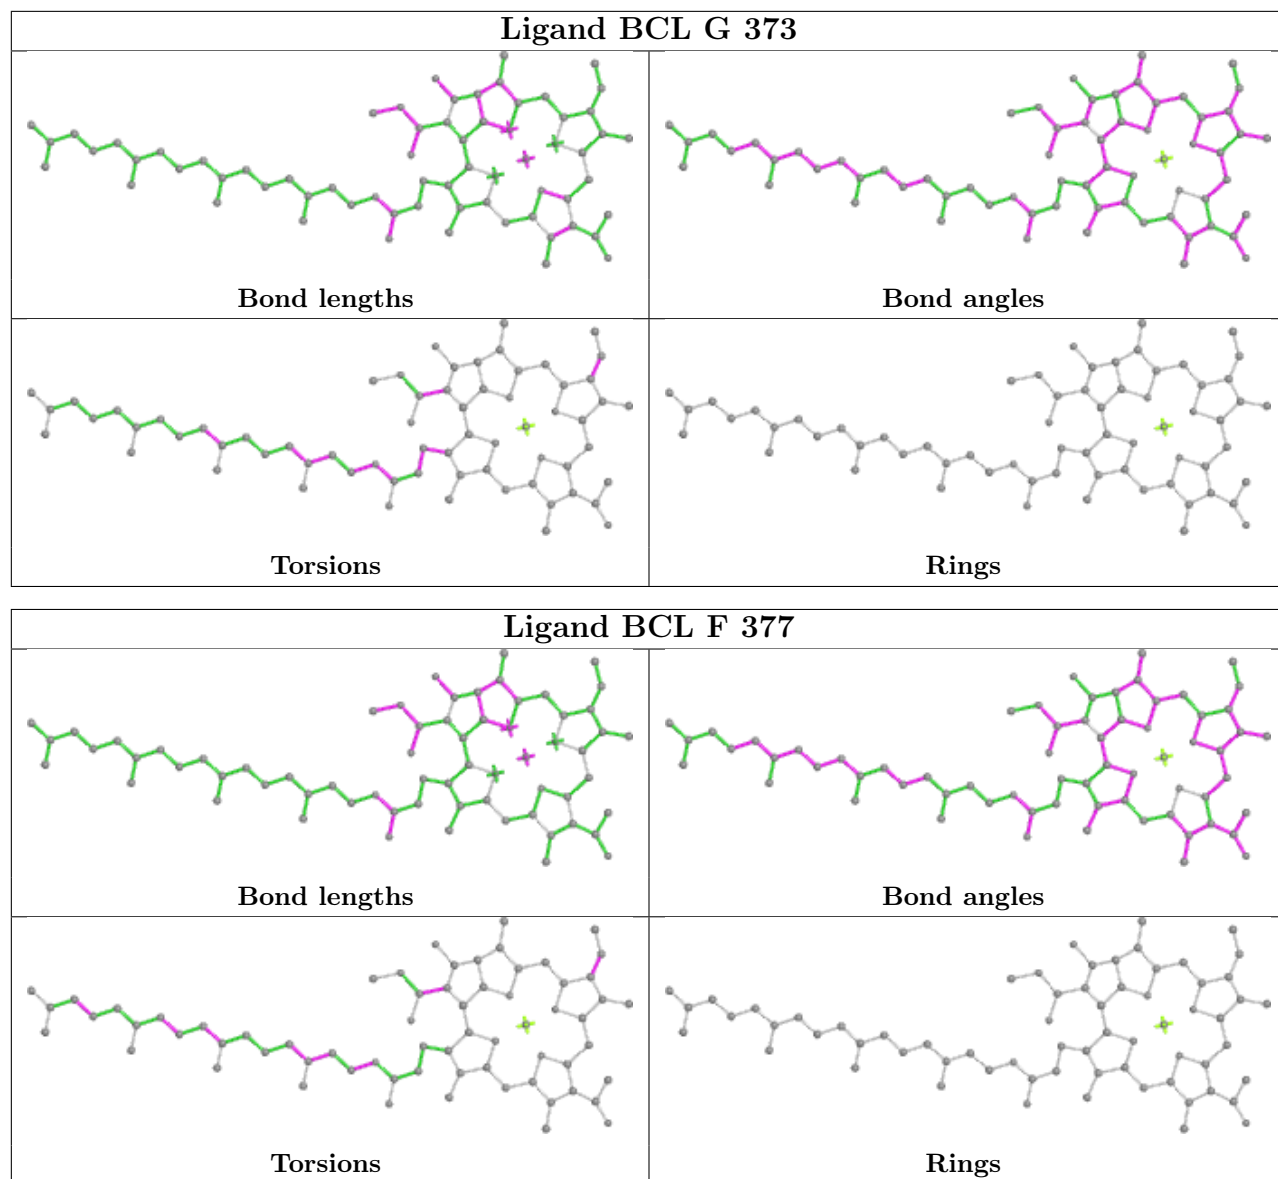 Ligand BCL G 373
Bond lengths
Bond angles
Torsions
Rings
Ligand BCL F 377
Bond lengths
Bond angles
Torsions
Rings